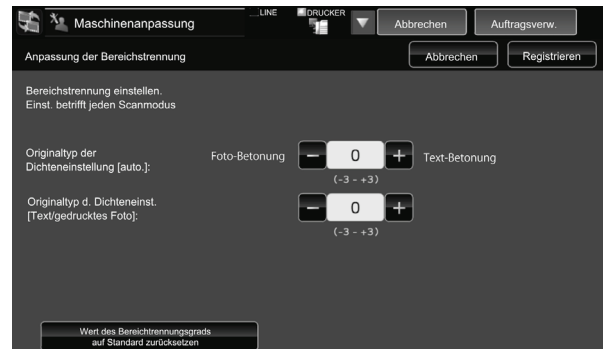 Maschinenanpassung
LINE
DRUCKER
Abbrechen
Auftragsverw.
Anpassung der Bereichstrennung
Abbrechen
Registrieren
Bereichstrennung einstellen.
Einst. betrifft jeden Scanmodus
Originaltyp der
Dichteneinstellung [auto.]:
Foto-Betonung
0
Text-Betonung
(-3 - +3)
Originaltyp d. Dichteneinst.
[Text/gedrucktes Foto]:
0
(-3 - +3)
Wert des Bereichtrennungsgrads
auf Standard zurücksetzen